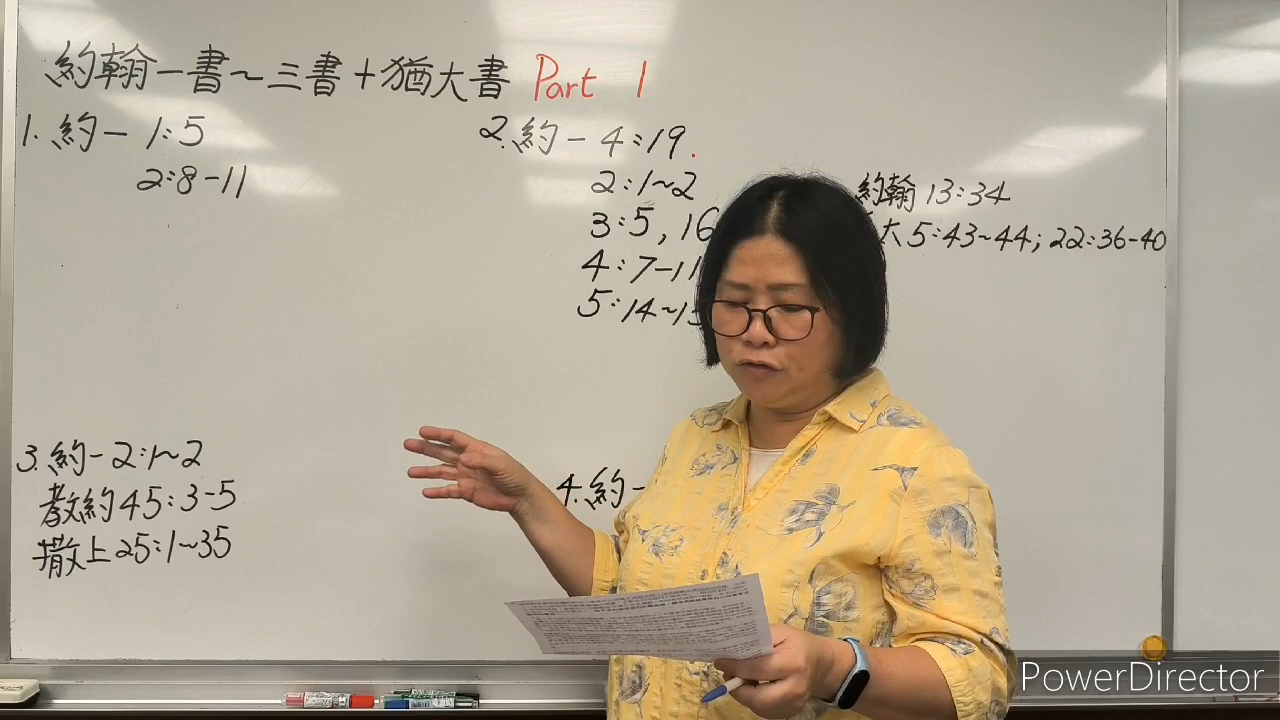 約翰一書~三書+猶大書 Part 1
1. 約一 1:5
2:8-11
2. 約一 4:19.
2:1~2
3:5, 16
4:7-11
5:14~15
約翰 13:34
太 5:43~44; 22:36-40
3. 約一 2:1~2
教約 45:3-5
撒上 25:1~35
4. 約一
PowerDirector